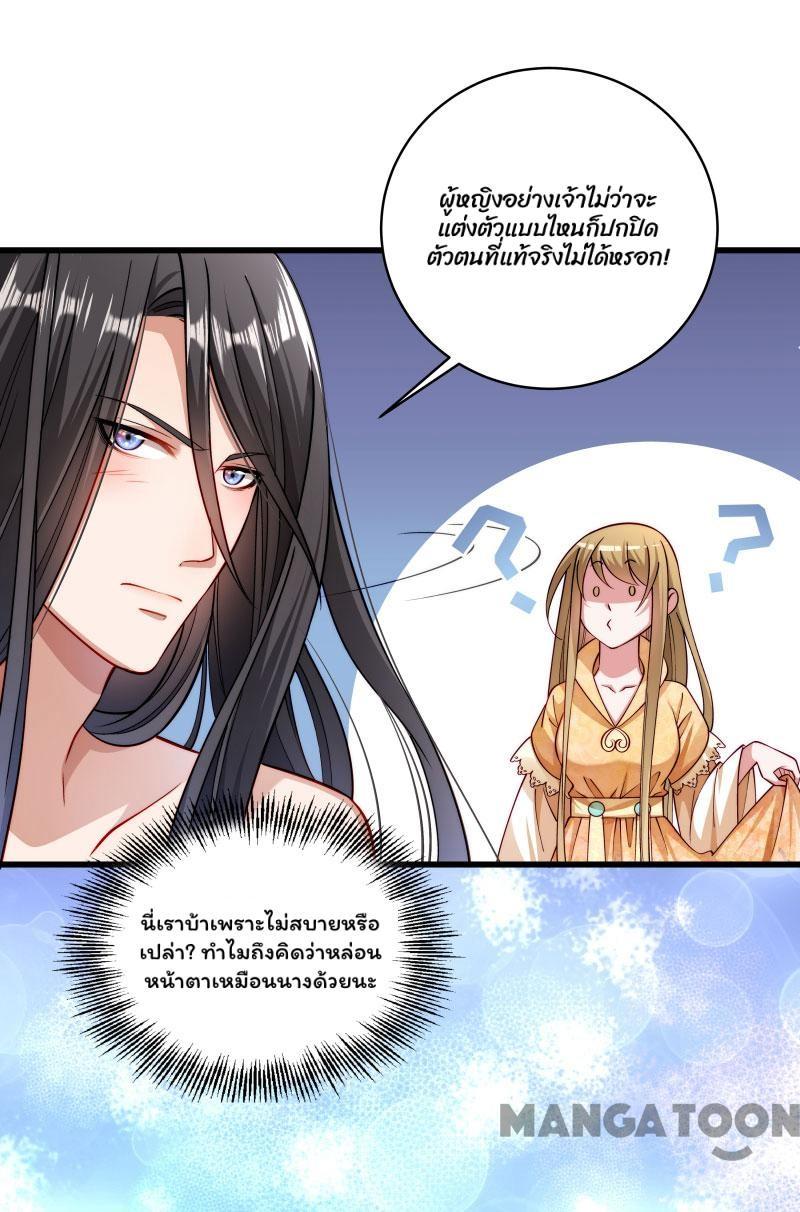 ผู้หญิงอย่างเจ้าไม่ว่าจะ
แต่งตัวแบบไหนก็ปกปิด
ตัวตนที่แท้จริงไม่ได้หรอก!
? ?
นี่เราบ้าเพราะไม่สบายหรือ
เปล่า? ทำไมถึงคิดว่าหล่อน
หน้าตาเหมือนนางด้วยนะ
MANGATOON